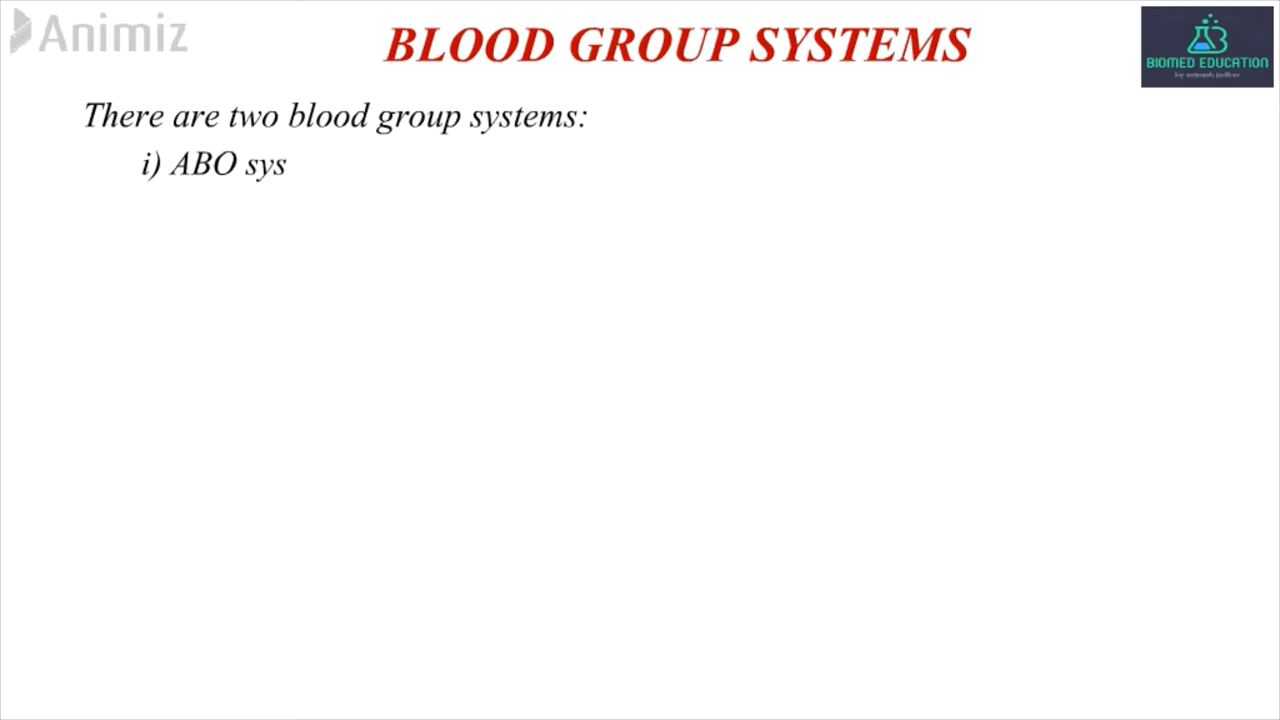 Animiz
BLOOD GROUP SYSTEMS
BIOMED EDUCATION
There are two blood group systems:
i) ABO sys